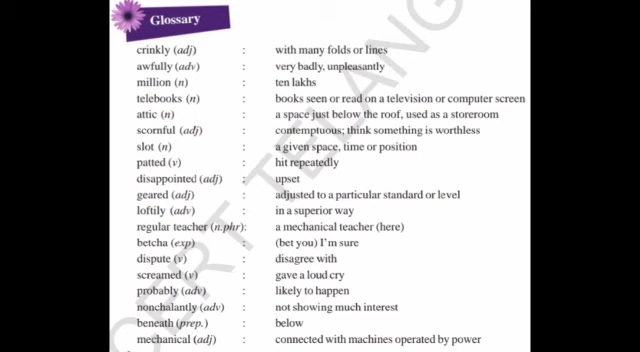 Glossary
crinkly (adj) : with many folds or lines
awfully (adv) : very badly, unpleasantly
million (n) : ten lakhs
telebooks (n) : books seen or read on a television or computer screen
attic (n) : a space just below the roof, used as a storeroom
scornful (adj) : contemptuous; think something is worthless
slot (n) : a given space, time or position
patted (v) : hit repeatedly
disappointed (adj) : upset
geared (adj) : adjusted to a particular standard or level
loftily (adv) : in a superior way
regular teacher (n.phr) : a mechanical teacher (here)
betcha (exp) : (bet you) I'm sure
dispute (v) : disagree with
screamed (v) : gave a loud cry
probably (adv) : likely to happen
nonchalantly (adv) : not showing much interest
beneath (prep.) : below
mechanical (adj) : connected with machines operated by power
CERT TELANG